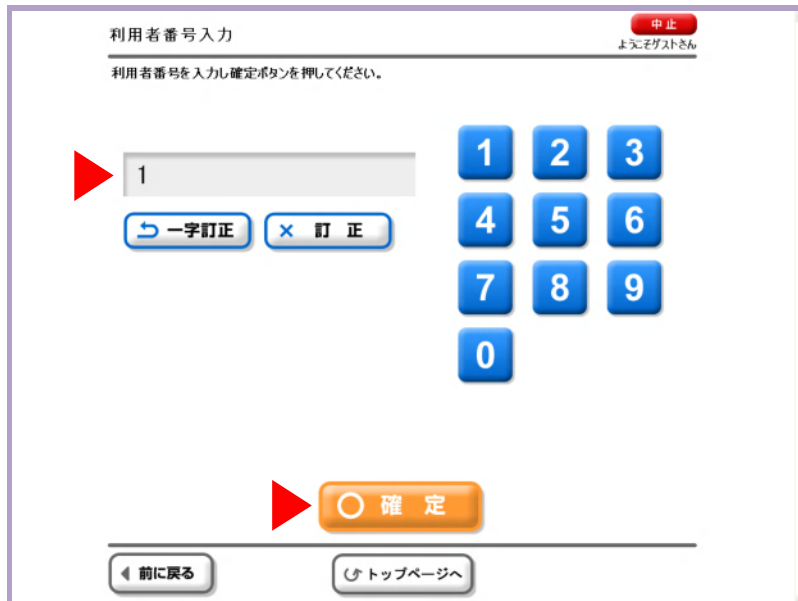 利用者番号入力
中止
ようこそゲストさん
利用者番号を入力し確定ボタンを押してください。
1
一字訂正
× 訂 正
1 2 3
4 5 6
7 8 9
0
確 定
前に戻る
トップページへ